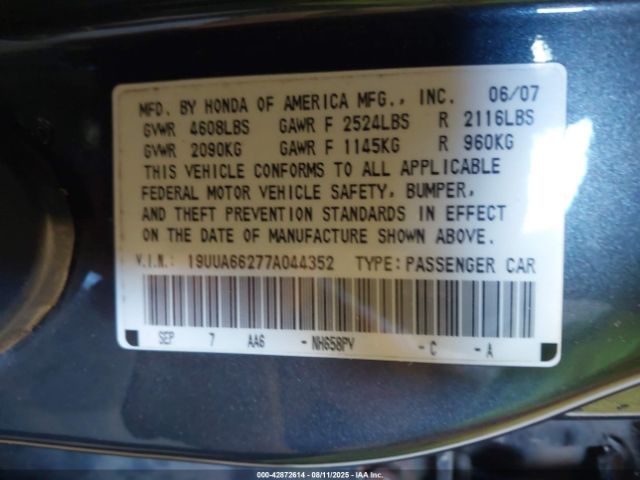 MFD. BY HONDA OF AMERICA MFG., INC. 06/07
GVWR 4608LBS GAWR F 2524LBS R 2116LBS
GVWR 2090KG GAWR F 1145KG R 960KG
THIS VEHICLE CONFORMS TO ALL APPLICABLE
FEDERAL MOTOR VEHICLE SAFETY, BUMPER,
AND THEFT PREVENTION STANDARDS IN EFFECT
ON THE DATE OF MANUFACTURE SHOWN ABOVE.
V.I.N.: 19UUA66277A044352 TYPE: PASSENGER CAR
SEP 7 AA6 - NH658PV - C - A
000-42872614 - 08/11/2025 - IAA Inc.